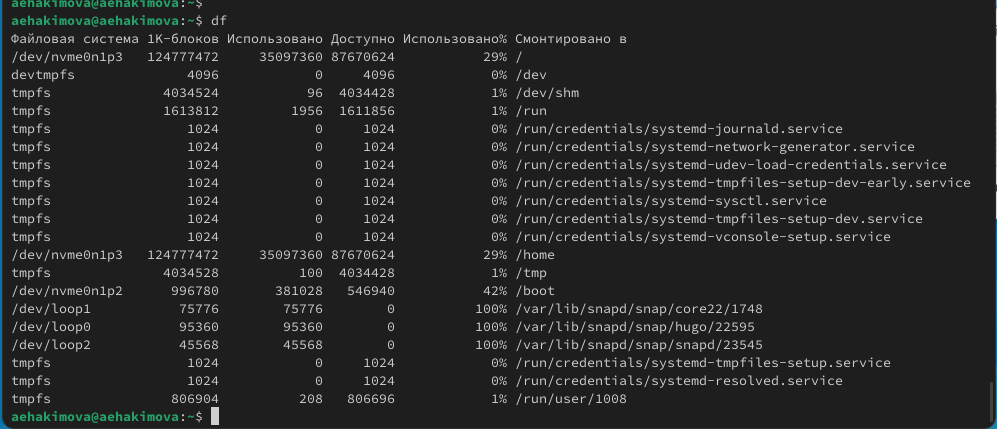 aehakimova@aehakimova:~$
aehakimova@aehakimova:~$ df
Файловая система 1K-блоков Использовано Доступно Использовано% Смонтировано в
/dev/nvme0n1p3 124777472 35097360 87670624 29% /
devtmpfs 4096 0 4096 0% /dev
tmpfs 4034524 96 4034428 1% /dev/shm
tmpfs 1613812 1956 1611856 1% /run
tmpfs 1024 0 1024 0% /run/credentials/systemd-journald.service
tmpfs 1024 0 1024 0% /run/credentials/systemd-network-generator.service
tmpfs 1024 0 1024 0% /run/credentials/systemd-udev-load-credentials.service
tmpfs 1024 0 1024 0% /run/credentials/systemd-tmpfiles-setup-dev-early.service
tmpfs 1024 0 1024 0% /run/credentials/systemd-sysctl.service
tmpfs 1024 0 1024 0% /run/credentials/systemd-tmpfiles-setup-dev.service
tmpfs 1024 0 1024 0% /run/credentials/systemd-vconsole-setup.service
/dev/nvme0n1p3 124777472 35097360 87670624 29% /home
tmpfs 4034528 100 4034428 1% /tmp
/dev/nvme0n1p2 996780 381028 546940 42% /boot
/dev/loop1 75776 75776 0 100% /var/lib/snapd/snap/core22/1748
/dev/loop0 95360 95360 0 100% /var/lib/snapd/snap/hugo/22595
/dev/loop2 45568 45568 0 100% /var/lib/snapd/snap/snapd/23545
tmpfs 1024 0 1024 0% /run/credentials/systemd-tmpfiles-setup.service
tmpfs 1024 0 1024 0% /run/credentials/systemd-resolved.service
tmpfs 806904 208 806696 1% /run/user/1008
aehakimova@aehakimova:~$